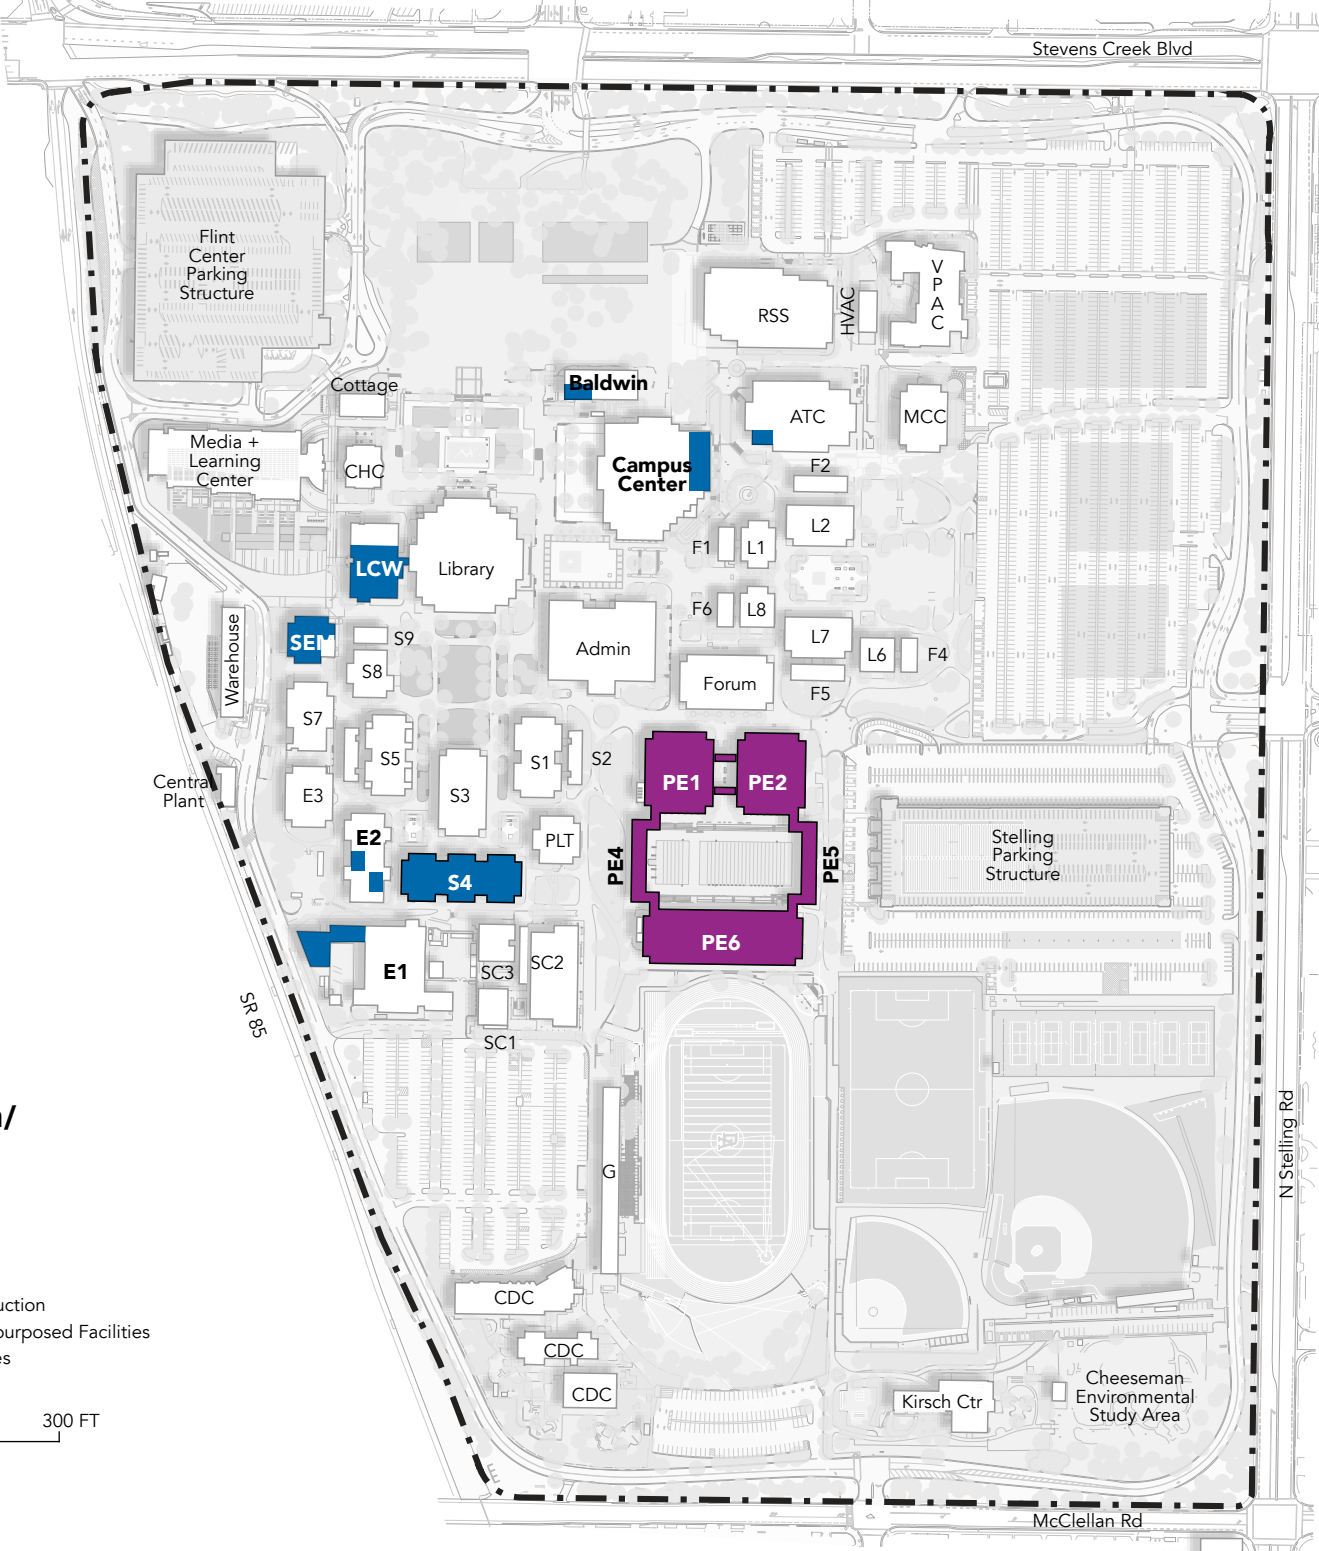 Stevens Creek Blvd
Flint
Center
Parking
Structure
V
P
A
C
RSS
HVAC
Cottage
Baldwin
ATC
MCC
Media +
Learning
Center
CHC
Campus
Center
F2
L2
F1
L1
LCW
Library
F6
L8
SEM
S9
Warehouse
Admin
L7
L6
F4
S8
Forum
F5
S7
S5
S1
S2
PE1
PE2
Central
Plant
E3
S3
E2
PLT
Stelling
Parking
Structure
PE4
PE5
S4
PE6
E1
SC3
SC2
SR 85
SC1
/
N Stelling Rd
G
CDC
uction
purposed Facilities
es
CDC
CDC
300 FT
Kirsch Ctr
Cheeseman
Environmental
Study Area
McClellan Rd